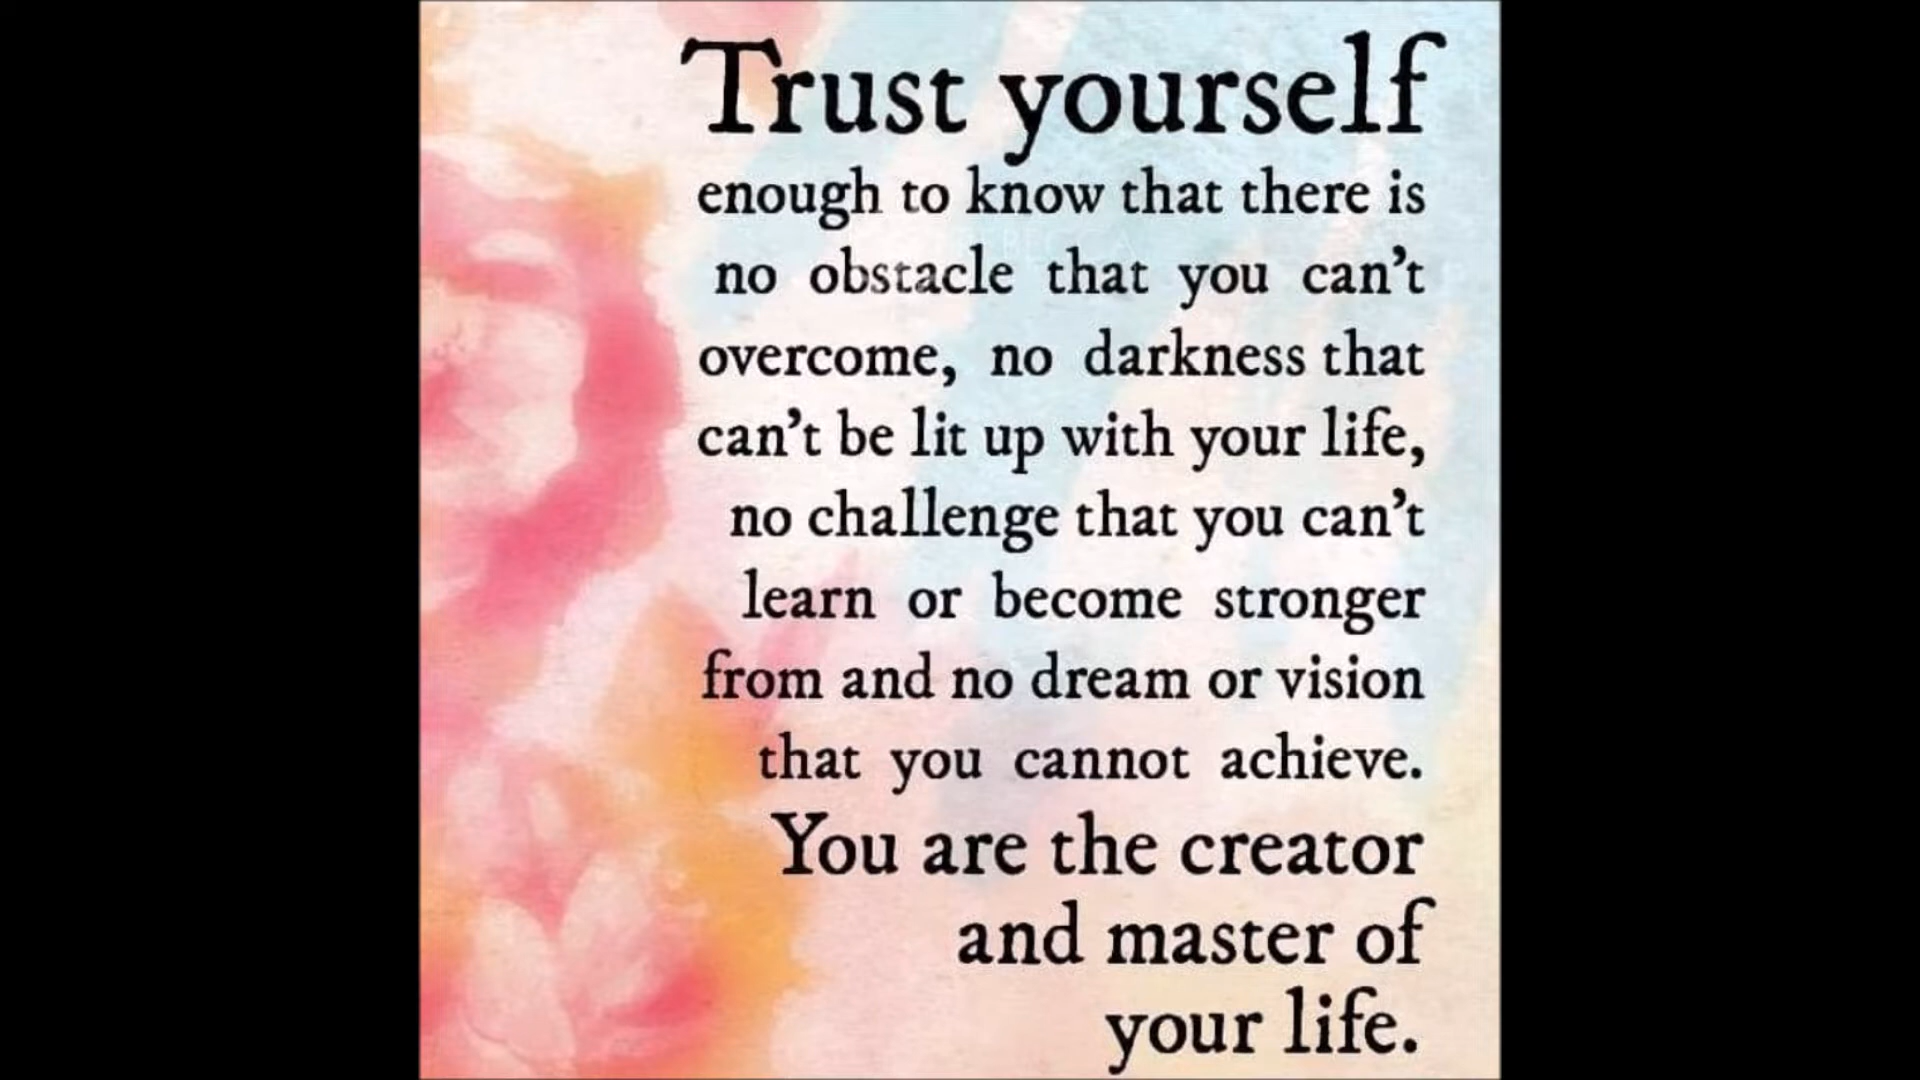 Trust yourself
enough to know that there is
no obstacle that you can't
overcome, no darkness that
can't be lit up with your life,
no challenge that you can't
learn or become stronger
from and no dream or vision
that you cannot achieve.
You are the creator
and master of
your life.